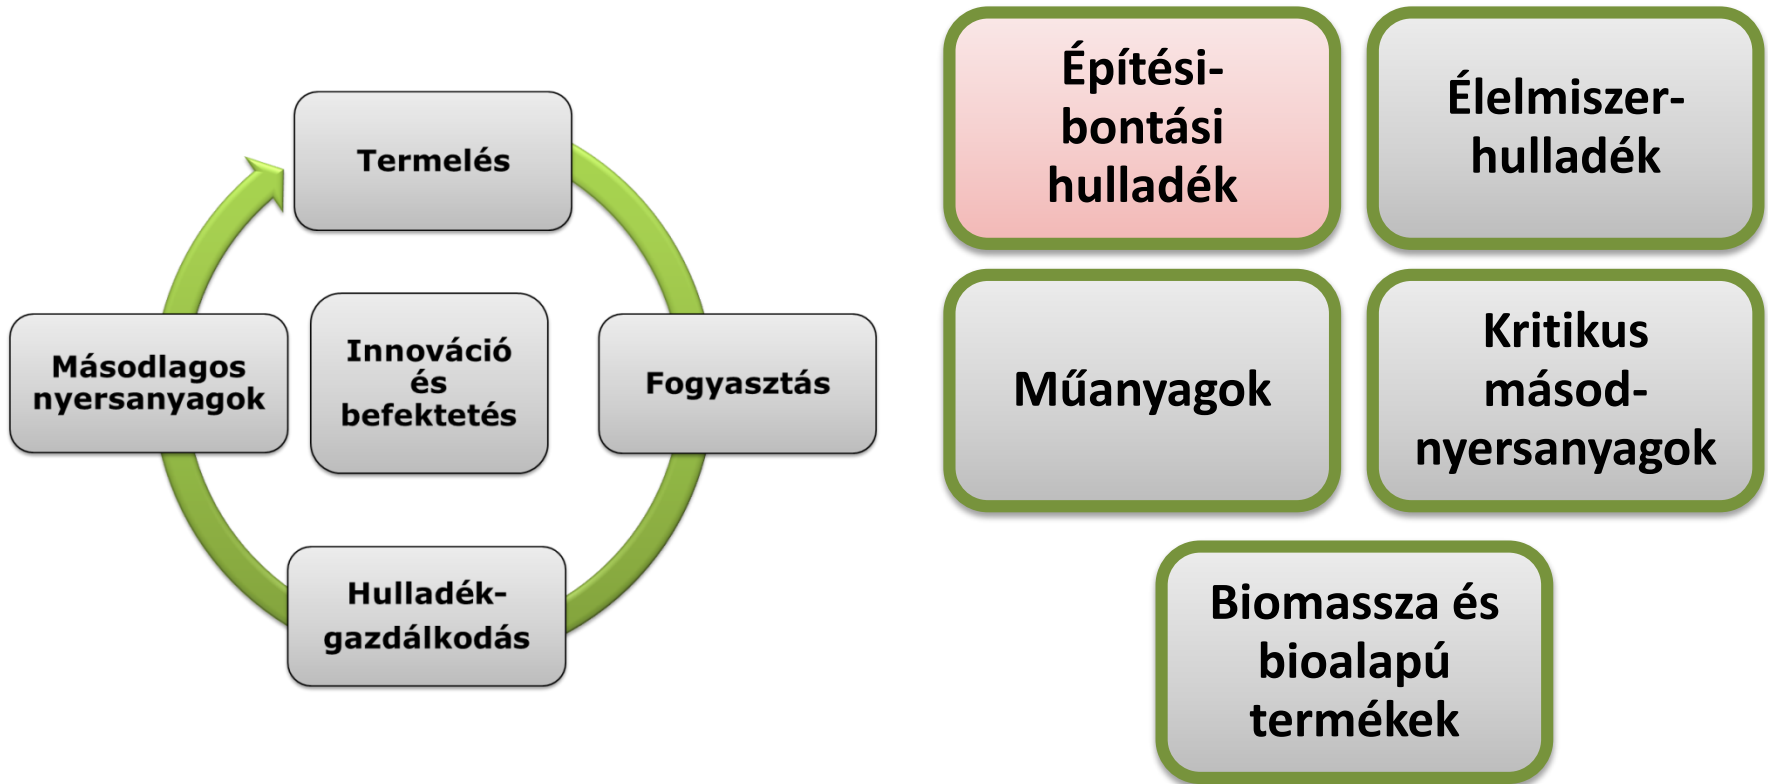 Termelés
Másodlagos
nyersanyagok
Innováció
és
befektetés
Fogyasztás
Hulladék-
gazdálkodás
Építési-
bontási
hulladék
Élelmiszer-
hulladék
Műanyagok
Kritikus
másod-
nyersanyagok
Biomassza és
bioalapú
termékek